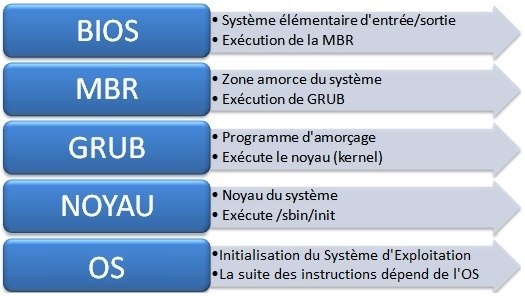 BIOS
• Système élémentaire d'entrée/sortie
• Exécution de la MBR
MBR
• Zone amorce du système
• Exécution de GRUB
GRUB
• Programme d'amorçage
• Exécute le noyau (kernel)
NOYAU
• Noyau du système
• Exécute /sbin/init
OS
•Initialisation du Système d'Exploitation
•La suite des instructions dépend de l'OS